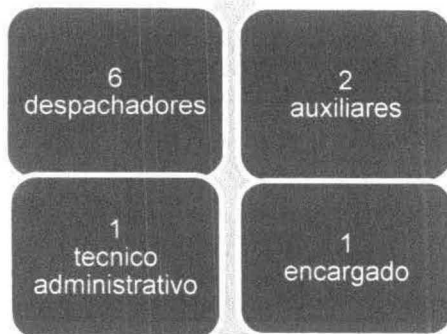 6
despachadores
2
auxiliares
1
tecnico
administrativo
1
encargado